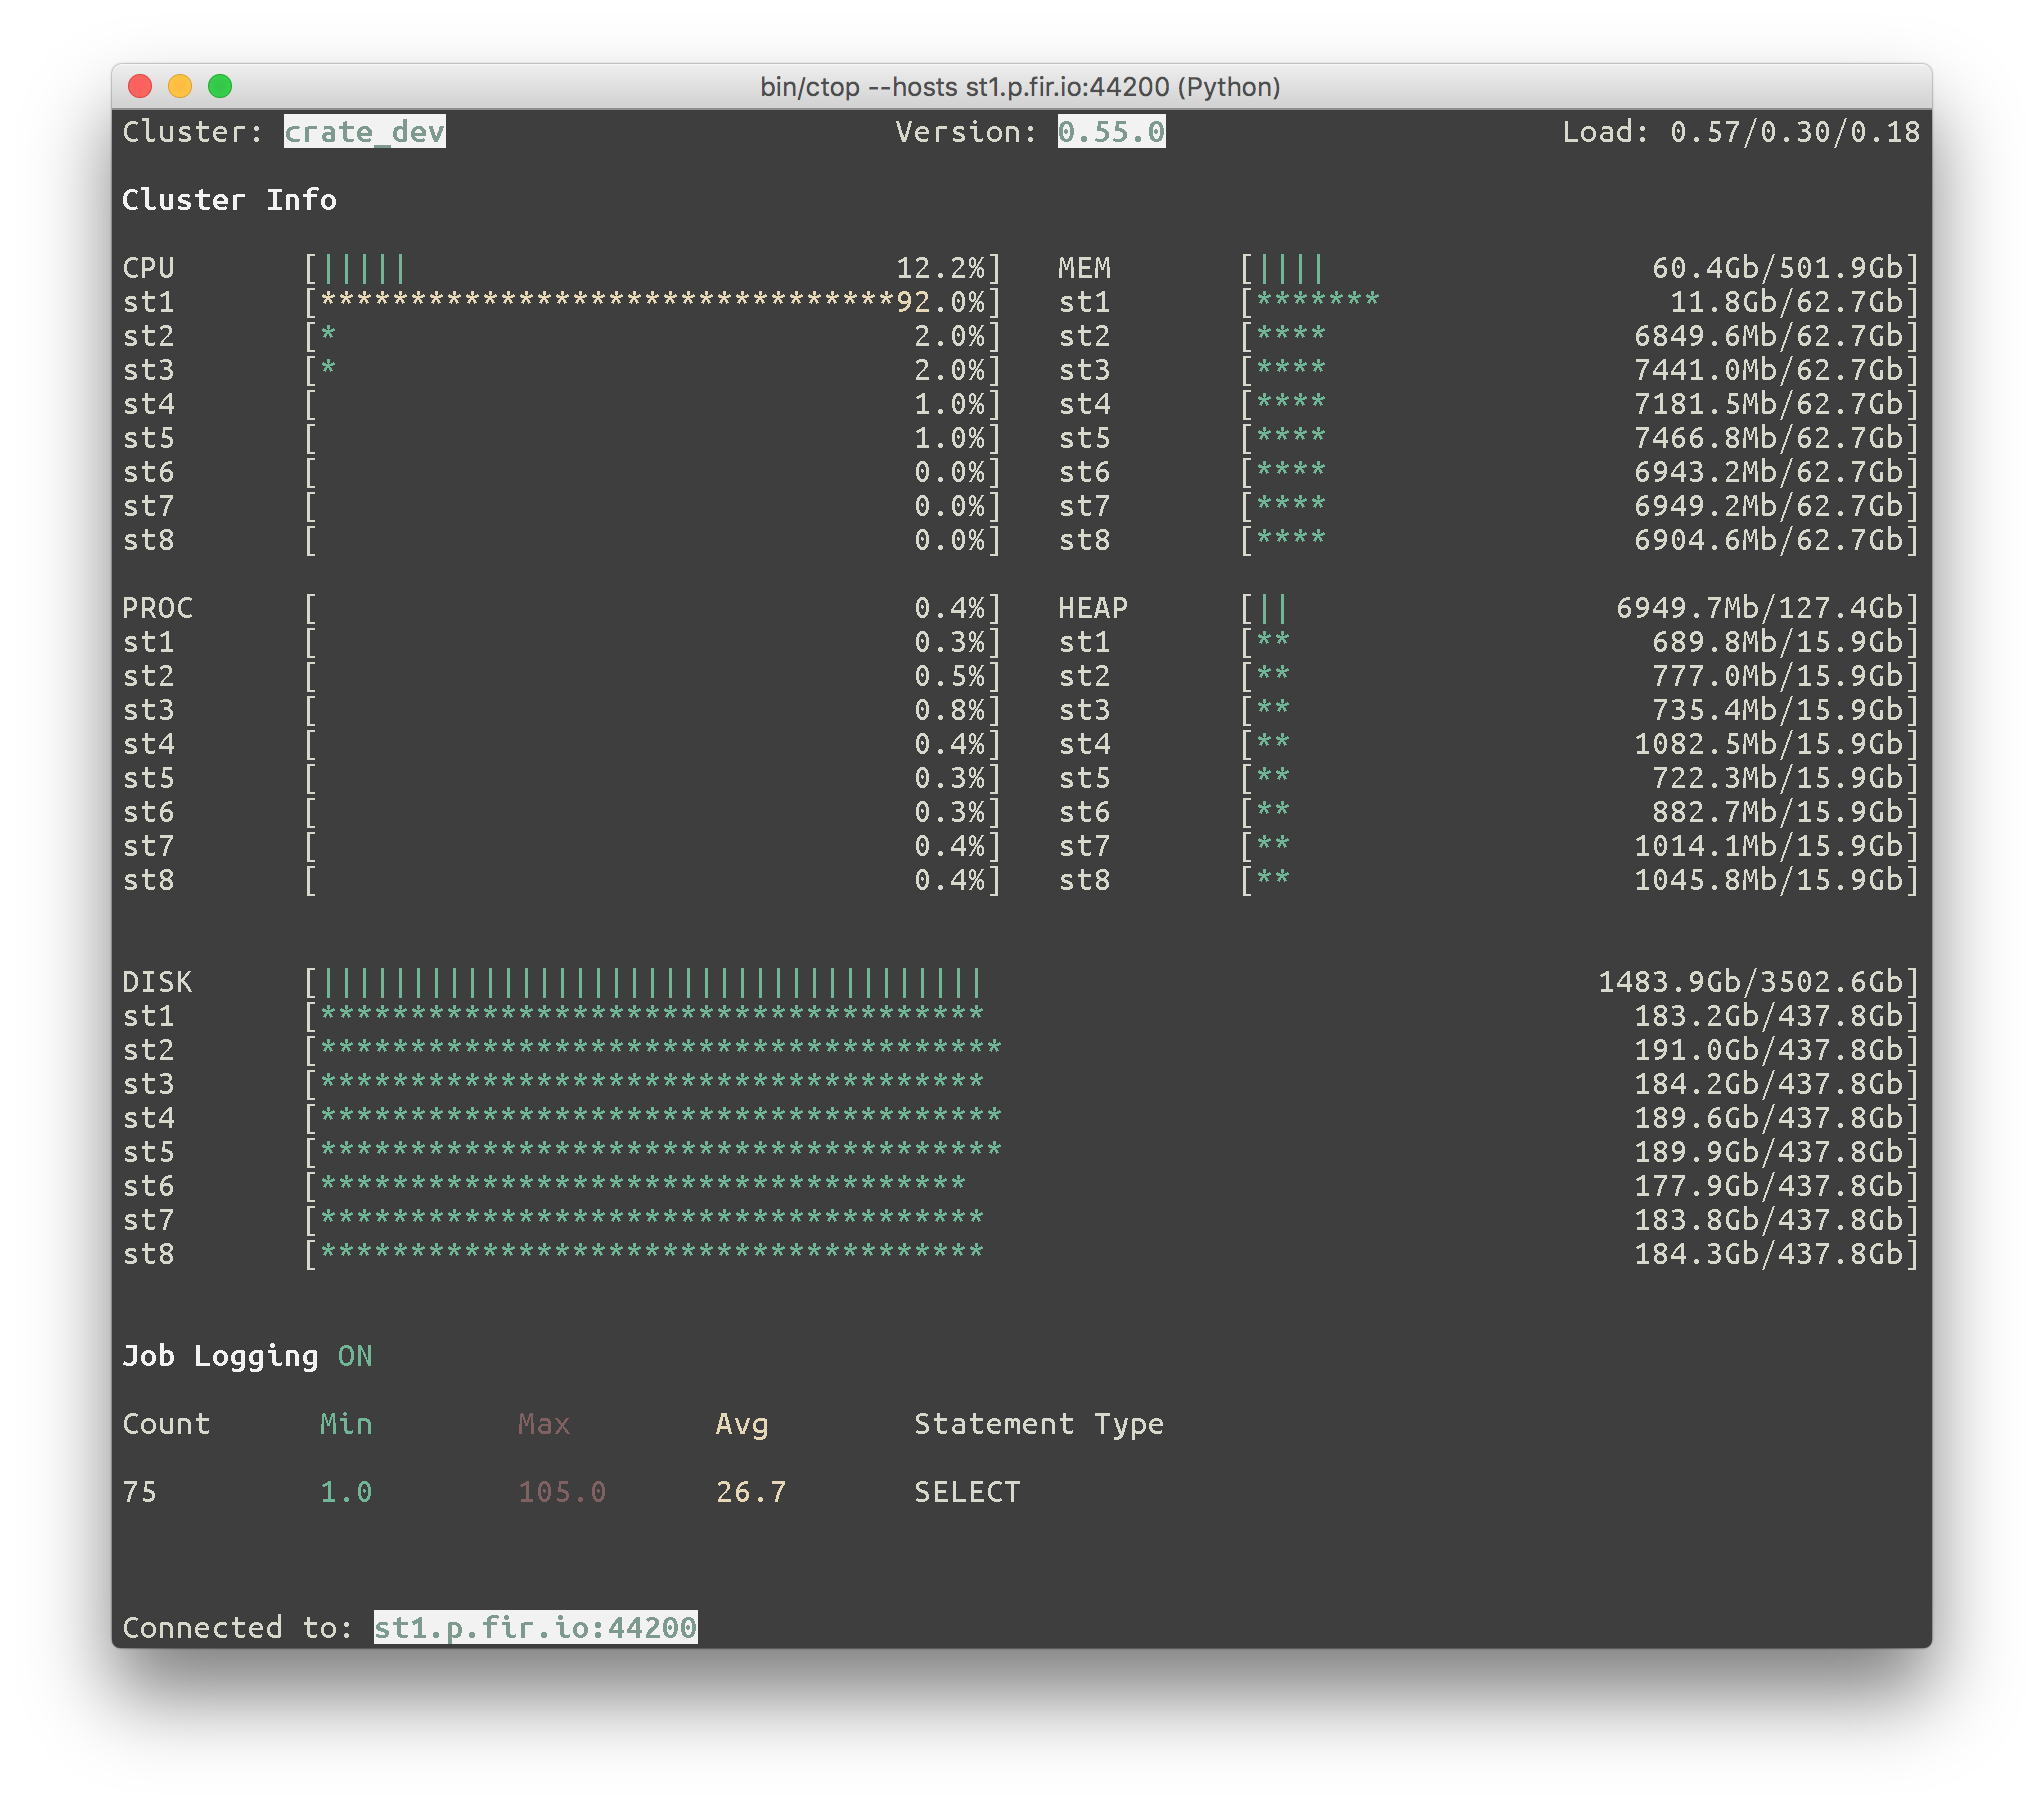 bin/ctop --hosts st1.p.fir.io:44200 (Python)
Cluster: crate_dev Version: 0.55.0 Load: 0.57/0.30/0.18
Cluster Info
CPU [||||| 12.2%] MEM [|||| 60.4Gb/501.9Gb]
st1 [********************************92.0%] st1 [******* 11.8Gb/62.7Gb]
st2 [* 2.0%] st2 [**** 6849.6Mb/62.7Gb]
st3 [* 2.0%] st3 [**** 7441.0Mb/62.7Gb]
st4 [ 1.0%] st4 [**** 7181.5Mb/62.7Gb]
st5 [ 1.0%] st5 [**** 7466.8Mb/62.7Gb]
st6 [ 0.0%] st6 [**** 6943.2Mb/62.7Gb]
st7 [ 0.0%] st7 [**** 6949.2Mb/62.7Gb]
st8 [ 0.0%] st8 [**** 6904.6Mb/62.7Gb]
PROC [ 0.4%] HEAP [|| 6949.7Mb/127.4Gb]
st1 [ 0.3%] st1 [** 689.8Mb/15.9Gb]
st2 [ 0.5%] st2 [** 777.0Mb/15.9Gb]
st3 [ 0.8%] st3 [** 735.4Mb/15.9Gb]
st4 [ 0.4%] st4 [** 1082.5Mb/15.9Gb]
st5 [ 0.3%] st5 [** 722.3Mb/15.9Gb]
st6 [ 0.3%] st6 [** 882.7Mb/15.9Gb]
st7 [ 0.4%] st7 [** 1014.1Mb/15.9Gb]
st8 [ 0.4%] st8 [** 1045.8Mb/15.9Gb]
DISK [||||||||||||||||||||||||||||||||||||| 1483.9Gb/3502.6Gb]
st1 [************************************* 183.2Gb/437.8Gb]
st2 [************************************** 191.0Gb/437.8Gb]
st3 [************************************* 184.2Gb/437.8Gb]
st4 [************************************** 189.6Gb/437.8Gb]
st5 [************************************** 189.9Gb/437.8Gb]
st6 [************************************ 177.9Gb/437.8Gb]
st7 [************************************* 183.8Gb/437.8Gb]
st8 [************************************* 184.3Gb/437.8Gb]
Job Logging ON
Count Min Max Avg Statement Type
75 1.0 105.0 26.7 SELECT
Connected to: st1.p.fir.io:44200